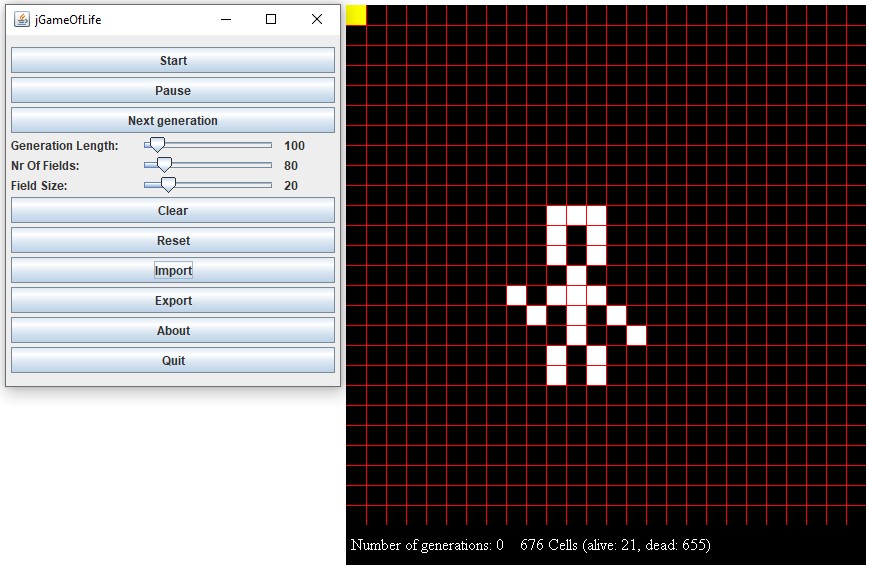 jGameOfLife
Start
Pause
Next generation
Generation Length: 100
Nr Of Fields: 80
Field Size: 20
Clear
Reset
Import
Export
About
Quit
Number of generations: 0 676 Cells (alive: 21, dead: 655)